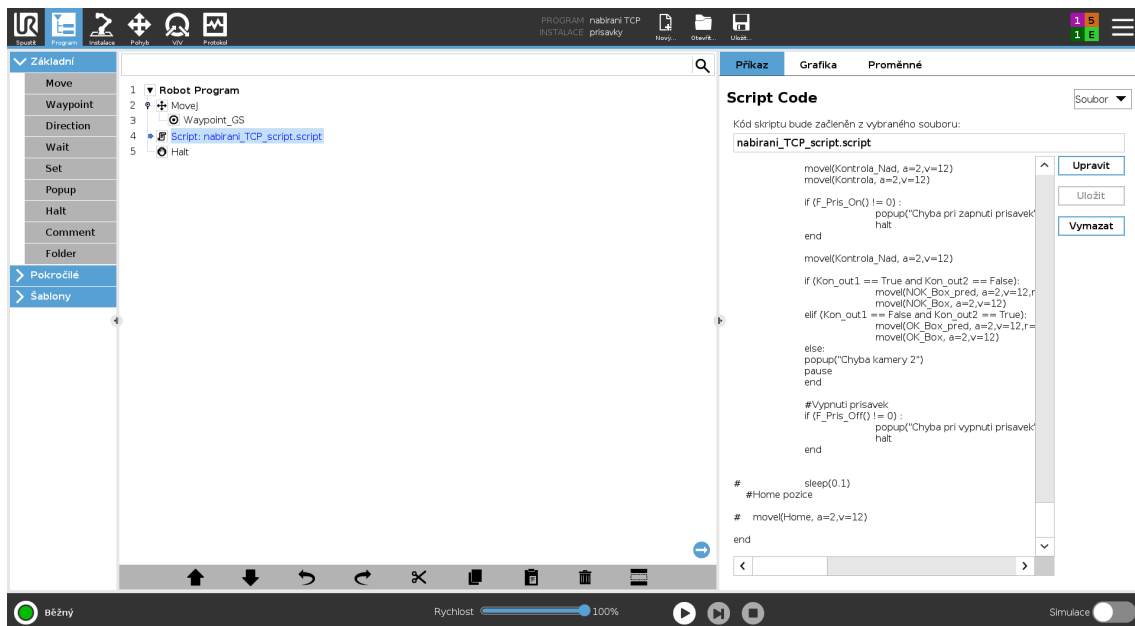 PROGRAM nabirani TCP
INSTALACE prisavky
Spustit
Program
Instalace
Pohyb
V/V
Protokol
Nový...
Otevřít...
Uložit...
1 5
1 E
Základní
Move
Waypoint
Direction
Wait
Set
Popup
Halt
Comment
Folder
Pokročilé
Šablony
1 Robot Program
2 MoveJ
3 Waypoint_GS
4 Script: nabirani_TCP_script.script
5 Halt
Příkaz
Grafika
Proměnné
Script Code
Soubor
Kód skriptu bude začleněn z vybraného souboru:
nabirani_TCP_script.script
Upravit
Uložit
Vymazat
movel(Kontrola_Nad, a=2,v=12)
movel(Kontrola, a=2,v=12)
if (F_Pris_On() != 0) :
popup("Chyba pri zapnuti prisavek"
halt
end
movel(Kontrola_Nad, a=2,v=12)
if (Kon_out1 == True and Kon_out2 == False):
movel(NOK_Box_pred, a=2,v=12,r
movel(NOK_Box, a=2,v=12)
elif (Kon_out1 == False and Kon_out2 == True):
movel(OK_Box_pred, a=2,v=12,r=
movel(OK_Box, a=2,v=12)
else:
popup("Chyba kamery 2")
pause
end
#Vypnuti prisavek
if (F_Pris_Off() != 0) :
popup("Chyba pri vypnuti prisavek"
halt
end
# sleep(0.1)
#Home pozice
# movel(Home, a=2,v=12)
end
Běžný
Rychlost
100%
Simulace